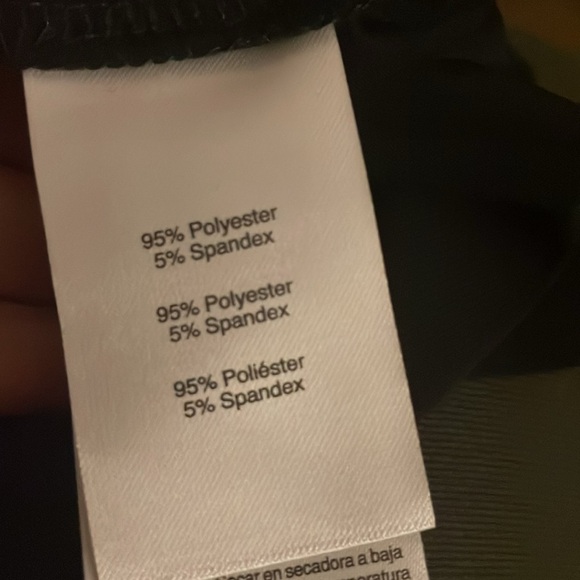 95% Polyester
5% Spandex
95% Polyester
5% Spandex
95% Poliéster
5% Spandex
en secadora a baja